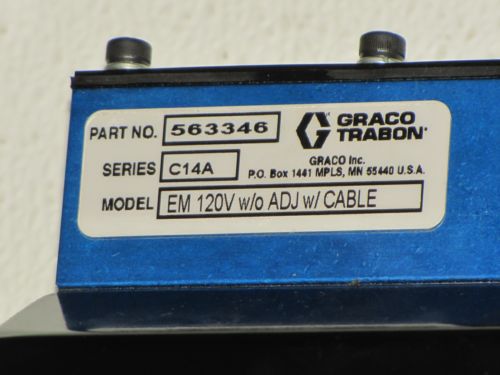 PART NO. 563346
GRACO
TRABON®
SERIES C14A
GRACO Inc.
P.O. Box 1441 MPLS, MN 55440 U.S.A.
MODEL EM 120V w/o ADJ w/ CABLE